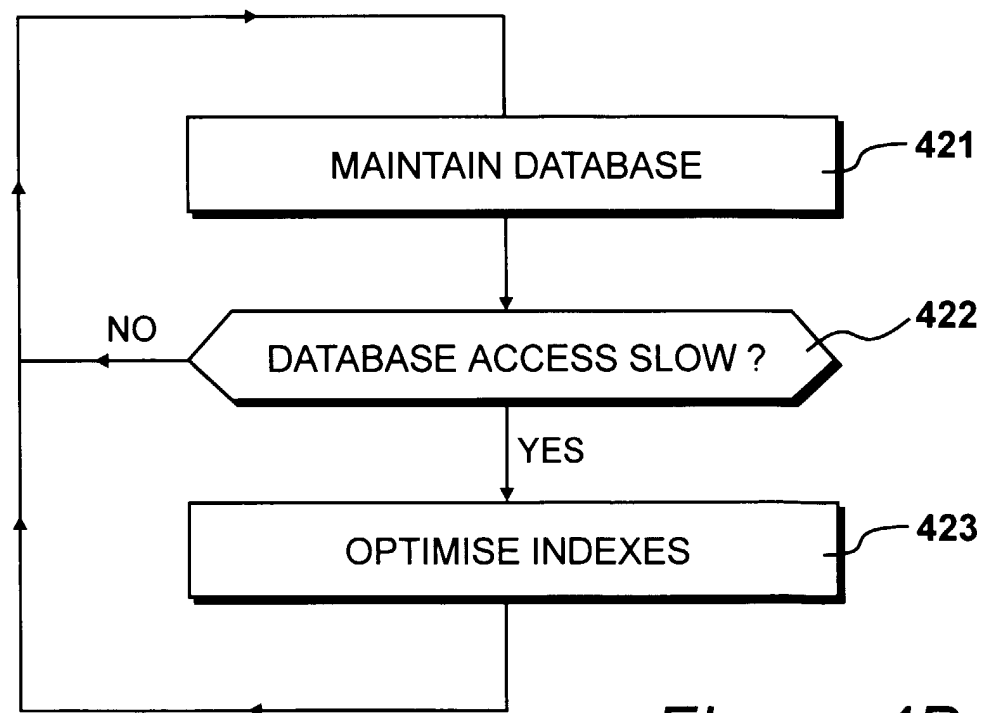 MAINTAIN DATABASE
421
DATABASE ACCESS SLOW ?
422
NO
YES
OPTIMISE INDEXES
423